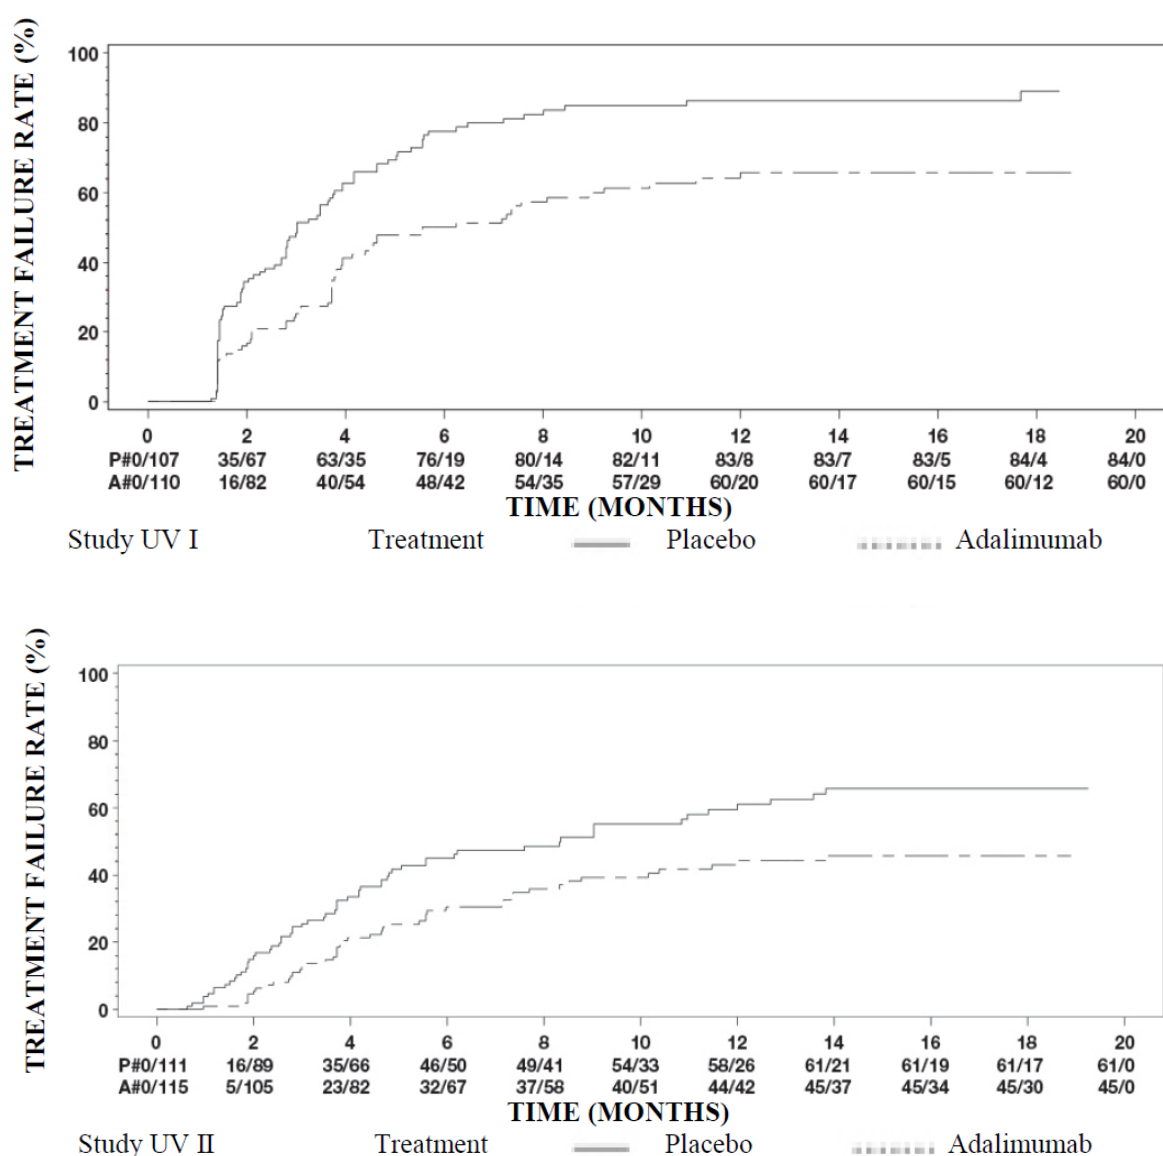 TREATMENT FAILURE RATE (%)
100
80
60
40
20
0
0 2 4 6 8 10 12 14 16 18 20
P#0/107 35/67 63/35 76/19 80/14 82/11 83/8 83/7 83/5 84/4 84/0
A#0/110 16/82 40/54 48/42 54/35 57/29 60/20 60/17 60/15 60/12 60/0
TIME (MONTHS)
Study UV I Treatment Placebo Adalimumab
TREATMENT FAILURE RATE (%)
100
80
60
40
20
0
0 2 4 6 8 10 12 14 16 18 20
P#0/111 16/89 35/66 46/50 49/41 54/33 58/26 61/21 61/19 61/17 61/0
A#0/115 5/105 23/82 32/67 37/58 40/51 44/42 45/37 45/34 45/30 45/0
TIME (MONTHS)
Study UV II Treatment Placebo Adalimumab